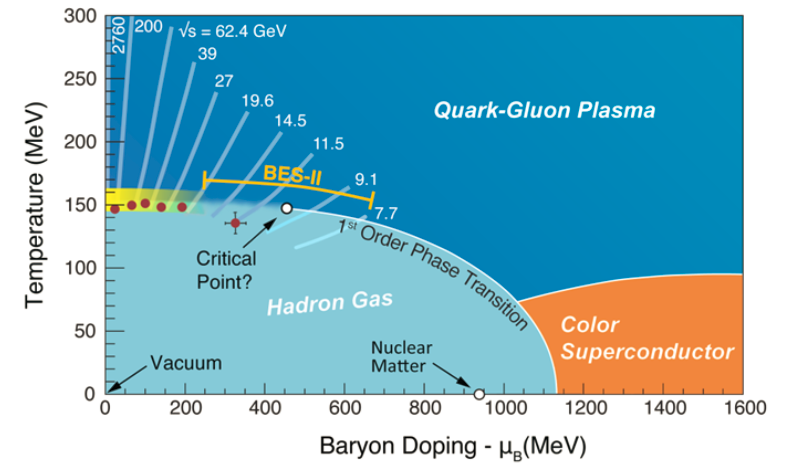 300
250
200
150
100
50
0
Temperature (MeV)
2760
200
√s = 62.4 GeV
39
27
19.6
14.5
11.5
9.1
7.7
BES-II
Quark-Gluon Plasma
Critical
Point?
1st Order Phase Transition
Hadron Gas
Color
Superconductor
Nuclear
Matter
Vacuum
0 200 400 600 800 1000 1200 1400 1600
Baryon Doping - μB(MeV)